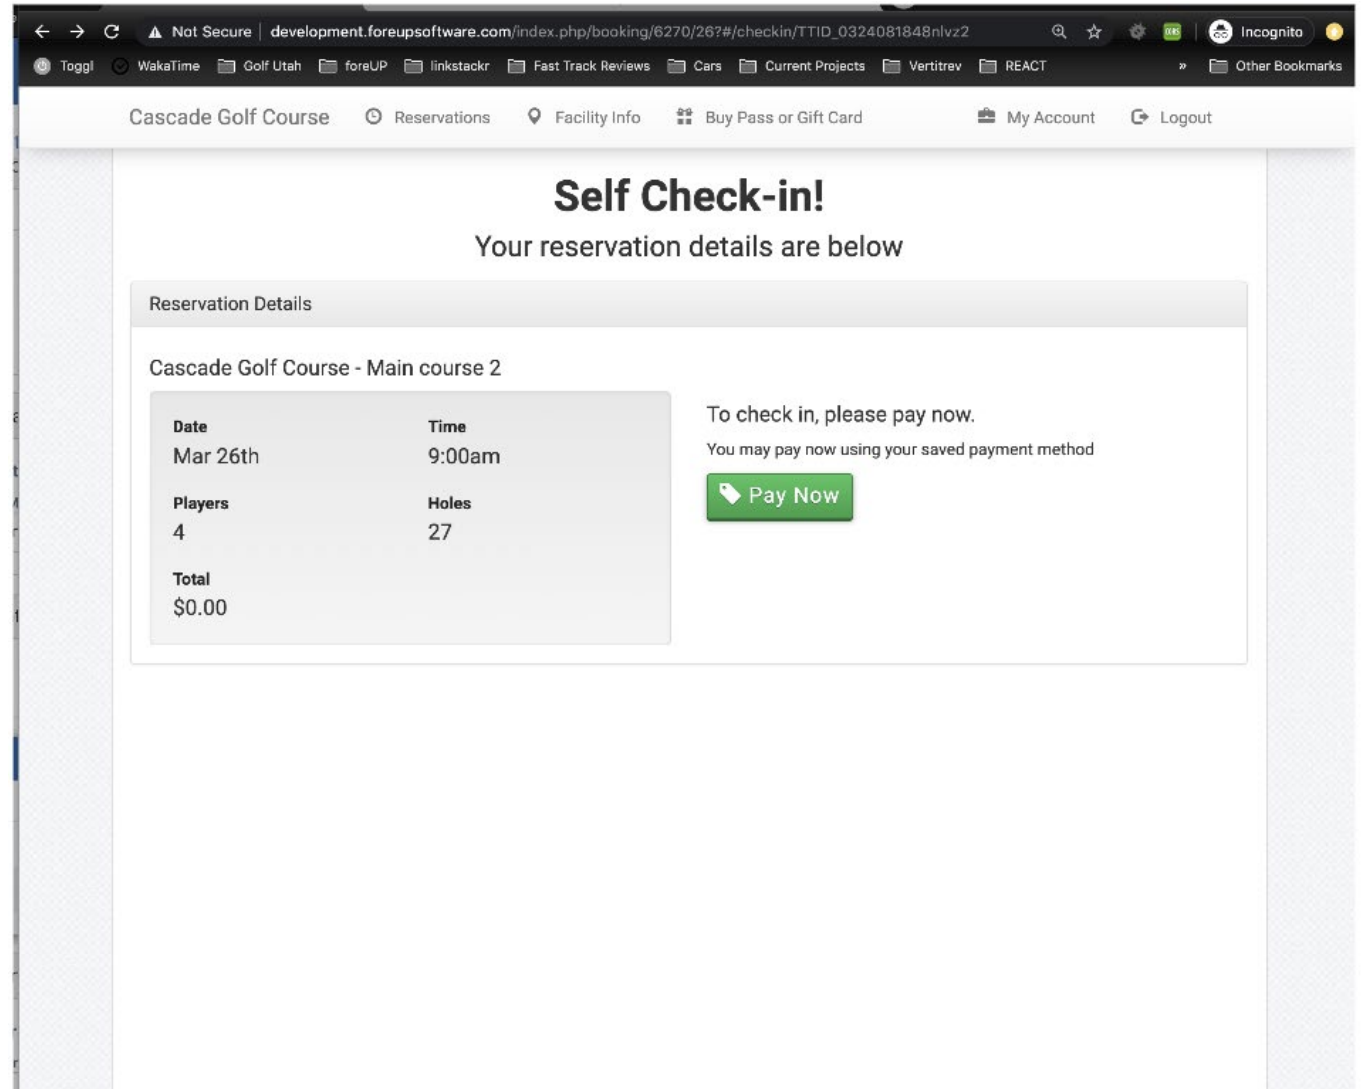 Not Secure | development.foreupsoftware.com/index.php/booking/6270/26?#/checkin/TTID_0324081848nlvz2 Incognito
Toggl WakaTime Golf Utah foreUP linkstackr Fast Track Reviews Cars Current Projects Vertitrev REACT » Other Bookmarks
Cascade Golf Course Reservations Facility Info Buy Pass or Gift Card My Account Logout
Self Check-in!
Your reservation details are below
Reservation Details
Cascade Golf Course - Main course 2
Date Time
Mar 26th 9:00am
Players Holes
4 27
Total
$0.00
To check in, please pay now.
You may pay now using your saved payment method
Pay Now